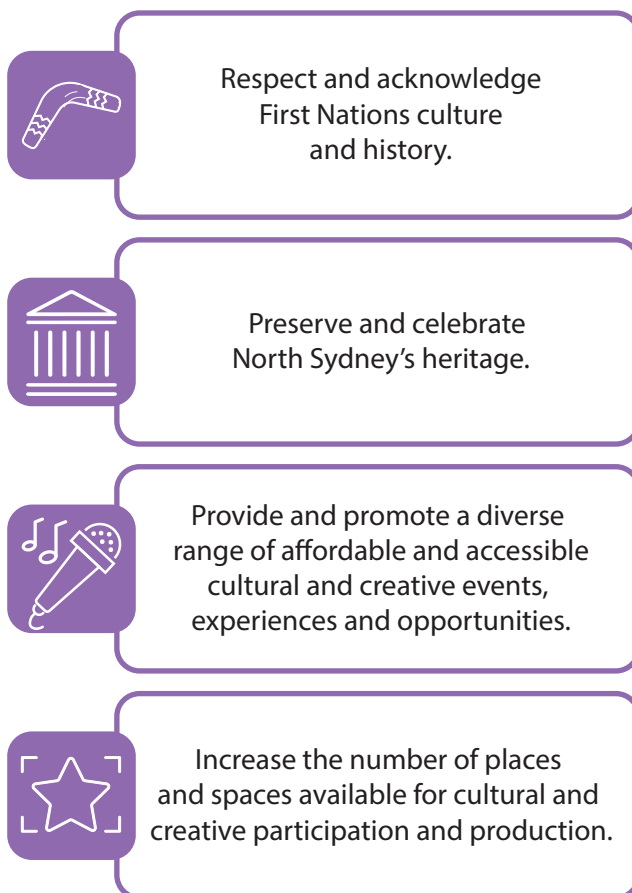 Respect and acknowledge
First Nations culture
and history.
Preserve and celebrate
North Sydney’s heritage.
Provide and promote a diverse
range of affordable and accessible
cultural and creative events,
experiences and opportunities.
Increase the number of places
and spaces available for cultural and
creative participation and production.